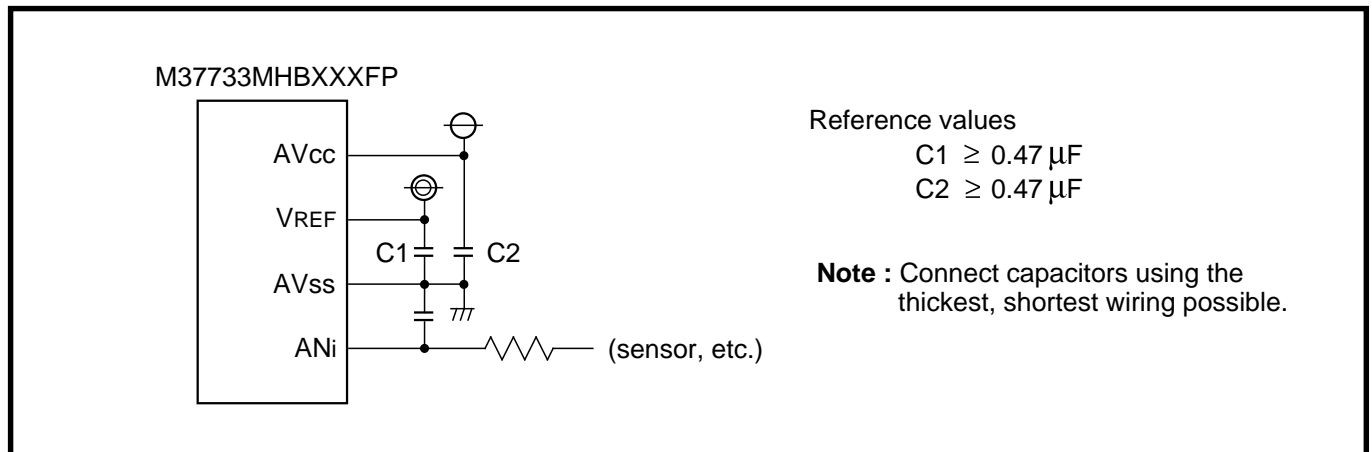 M37733MHBXXXFP
AVcc
VREF
C1
C2
AVss
ANi
(sensor, etc.)
Reference values
C1 ≥ 0.47 μF
C2 ≥ 0.47 μF
Note : Connect capacitors using the
thickest, shortest wiring possible.